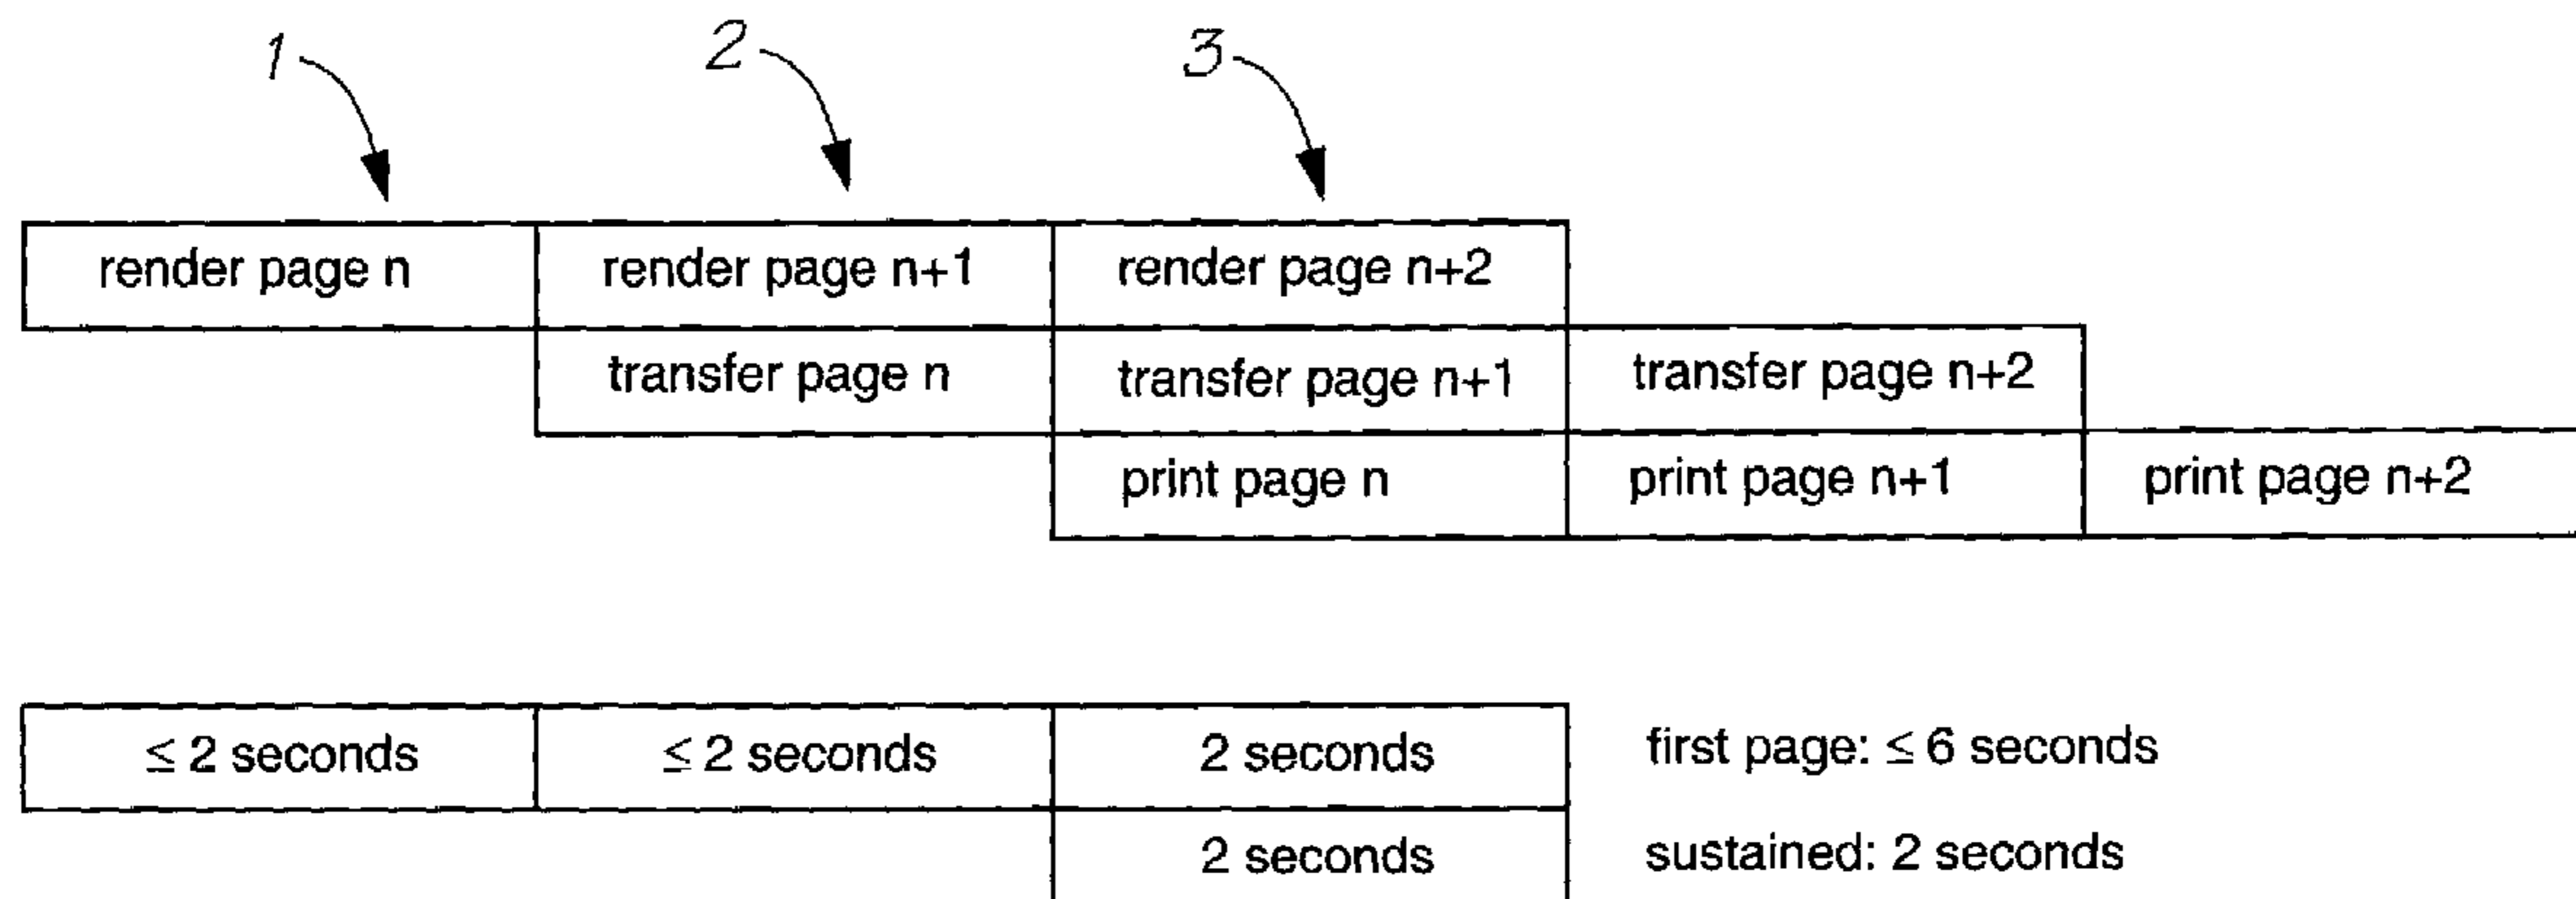 1 2 3
render page n render page n+1 render page n+2
transfer page n transfer page n+1 transfer page n+2
print page n print page n+1 print page n+2
≤ 2 seconds ≤ 2 seconds 2 seconds first page: ≤ 6 seconds
2 seconds sustained: 2 seconds